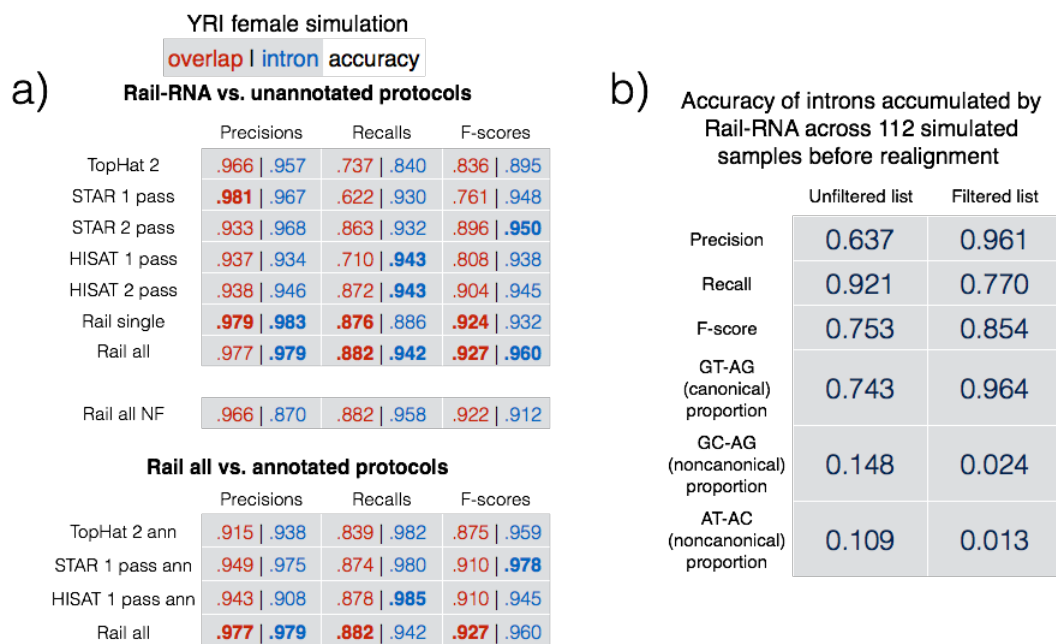 YRI female simulation
overlap | intron accuracy
a)
Rail-RNA vs. unannotated protocols
Precisions Recalls F-scores
TopHat 2 .966 | .957 .737 | .840 .836 | .895
STAR 1 pass .981 | .967 .622 | .930 .761 | .948
STAR 2 pass .933 | .968 .863 | .932 .896 | .950
HISAT 1 pass .937 | .934 .710 | .943 .808 | .938
HISAT 2 pass .938 | .946 .872 | .943 .904 | .945
Rail single .979 | .983 .876 | .886 .924 | .932
Rail all .977 | .979 .882 | .942 .927 | .960
Rail all NF .966 | .870 .882 | .958 .922 | .912
Rail all vs. annotated protocols
Precisions Recalls F-scores
TopHat 2 ann .915 | .938 .839 | .982 .875 | .959
STAR 1 pass ann .949 | .975 .874 | .980 .910 | .978
HISAT 1 pass ann .943 | .908 .878 | .985 .910 | .945
Rail all .977 | .979 .882 | .942 .927 | .960
b)
Accuracy of introns accumulated by
Rail-RNA across 112 simulated
samples before realignment
Unfiltered list Filtered list
Precision 0.637 0.961
Recall 0.921 0.770
F-score 0.753 0.854
GT-AG
(canonical) 0.743 0.964
proportion
GC-AG
(noncanonical) 0.148 0.024
proportion
AT-AC
(noncanonical) 0.109 0.013
proportion